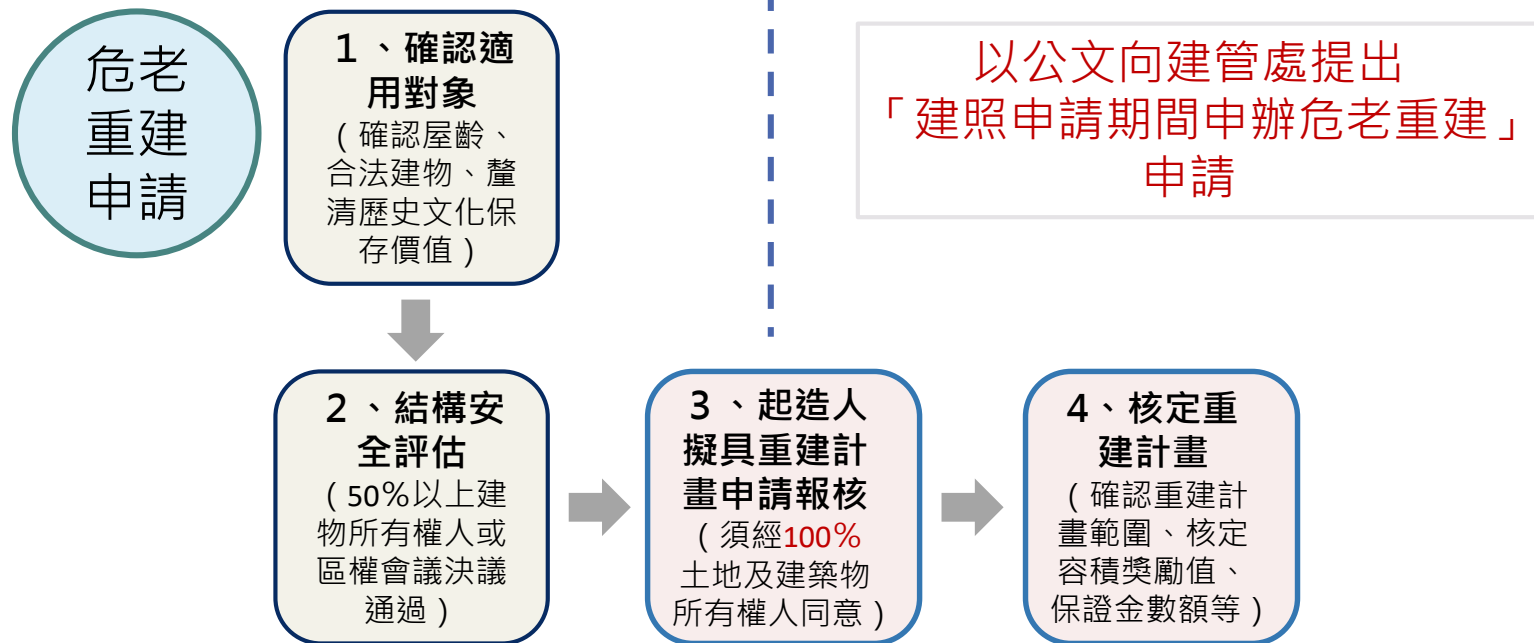 危老
重建
申請
1、確認適
用對象
（確認屋齡、
合法建物、釐
清歷史文化保
存價值）
以公文向建管處提出
「建照申請期間申辦危老重建」
申請
2、結構安
全評估
（50%以上建
物所有權人或
區權會議決議
通過）
3、起造人
擬具重建計
畫申請報核
（須經100%
土地及建築物
所有權人同意）
4、核定重
建計畫
（確認重建計
畫範圍、核定
容積獎勵值、
保證金數額等）